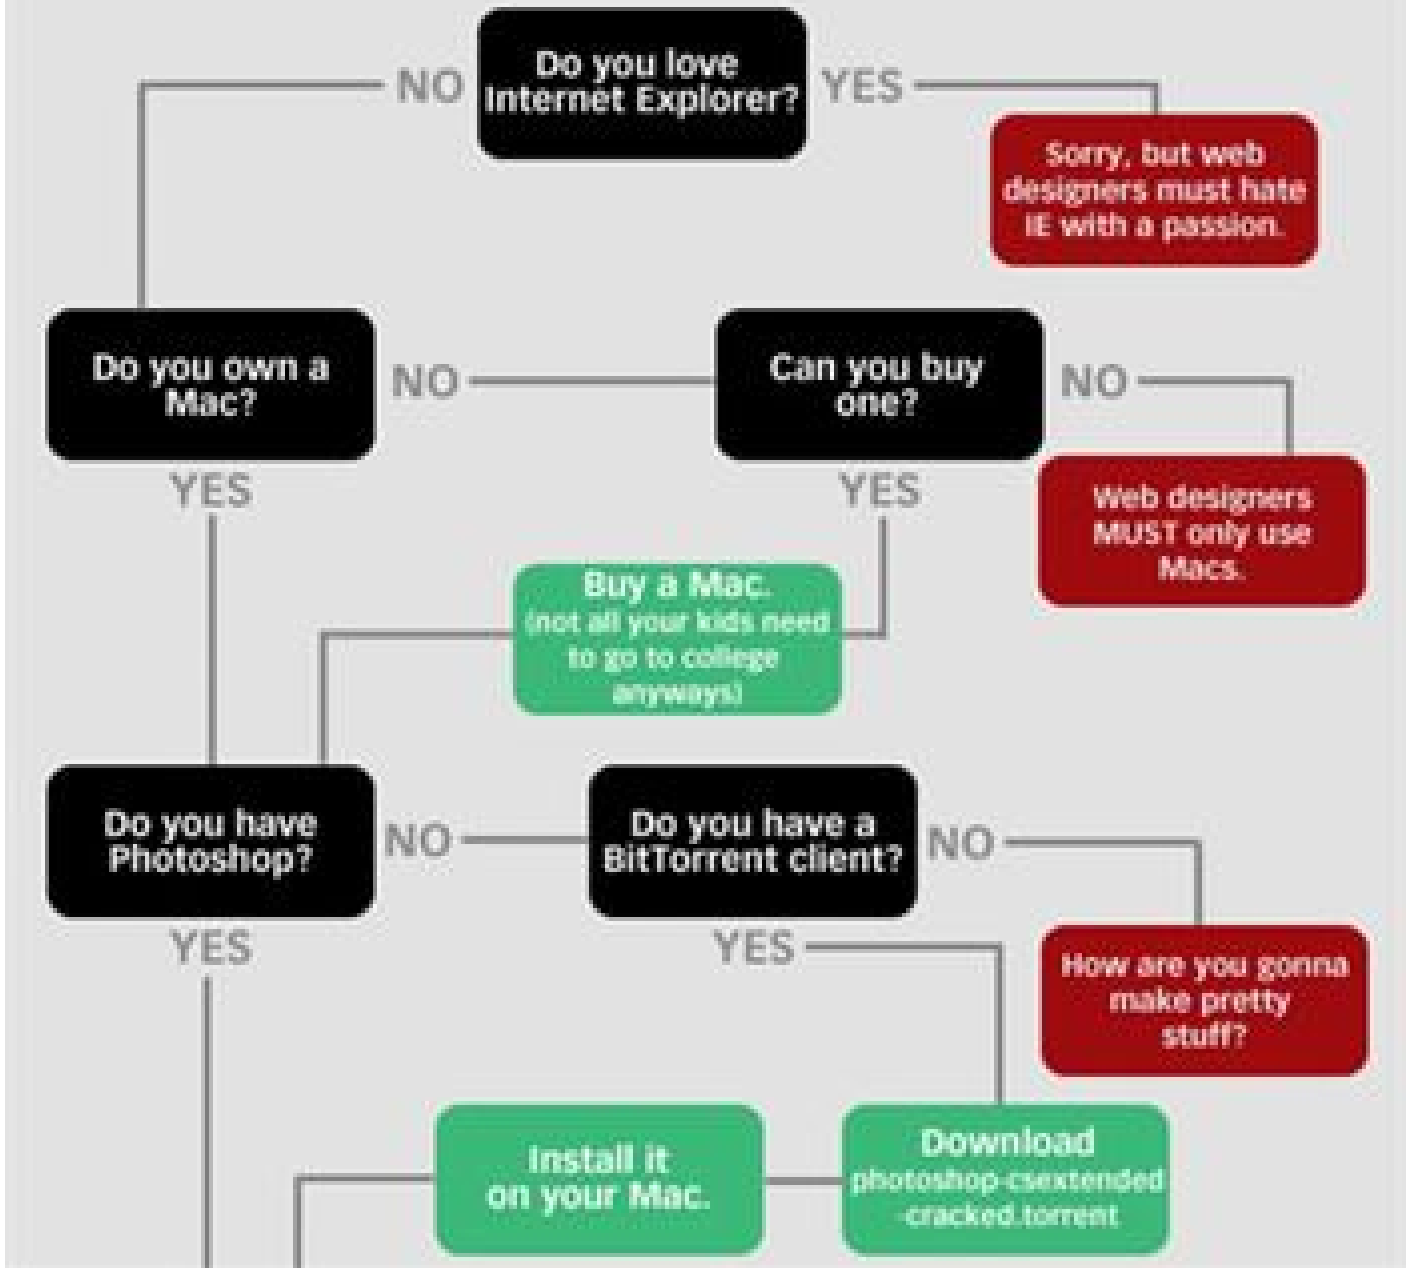 Do you love
Internet Explorer?
NO
YES
Sorry, but web
designers must hate
IE with a passion.
Do you own a
Mac?
NO
Can you buy
one?
NO
YES
YES
Web designers
MUST only use
Macs.
Buy a Mac.
(not all your kids need
to go to college
anyways)
Do you have
Photoshop?
NO
Do you have a
BitTorrent client?
NO
YES
YES
How are you gonna
make pretty
stuff?
Install it
on your Mac.
Download
photoshop-csextended
-cracked.torrent